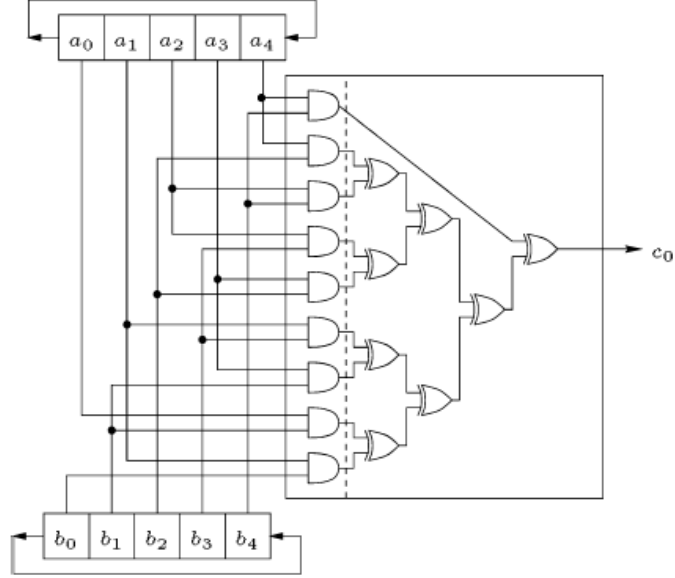 a₀ a₁ a₂ a₃ a₄
c₀
b₀ b₁ b₂ b₃ b₄